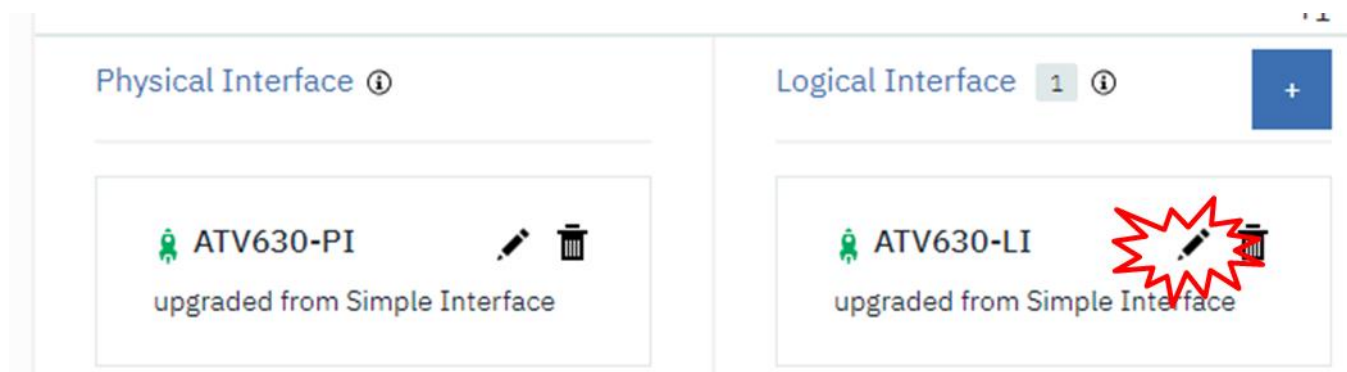 Physical Interface
Logical Interface 1
+
ATV630-PI
upgraded from Simple Interface
ATV630-LI
upgraded from Simple Interface